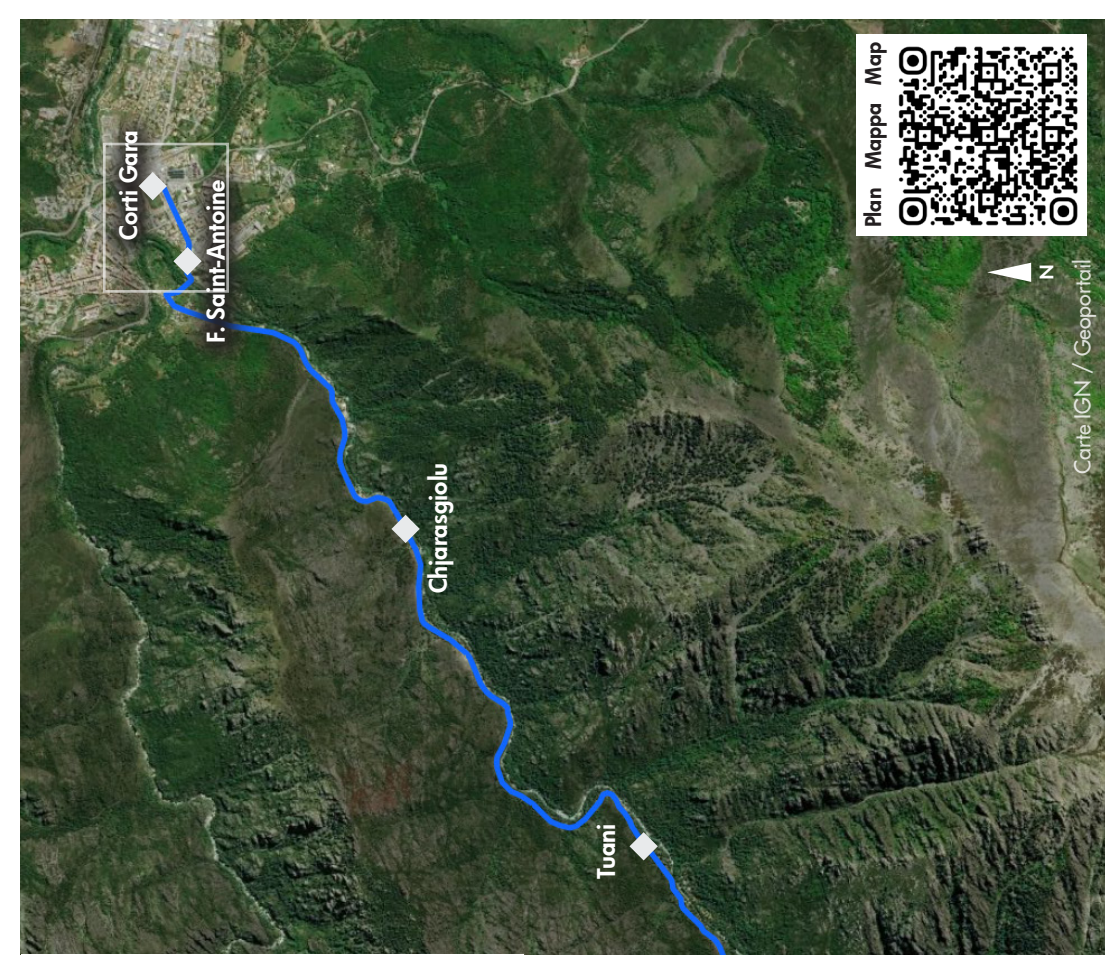 Corti Gara
F. Saint-Antoine
Chjarasgiolu
Tuani
Plan Mappa Map
N
Carte IGN / Geoportail